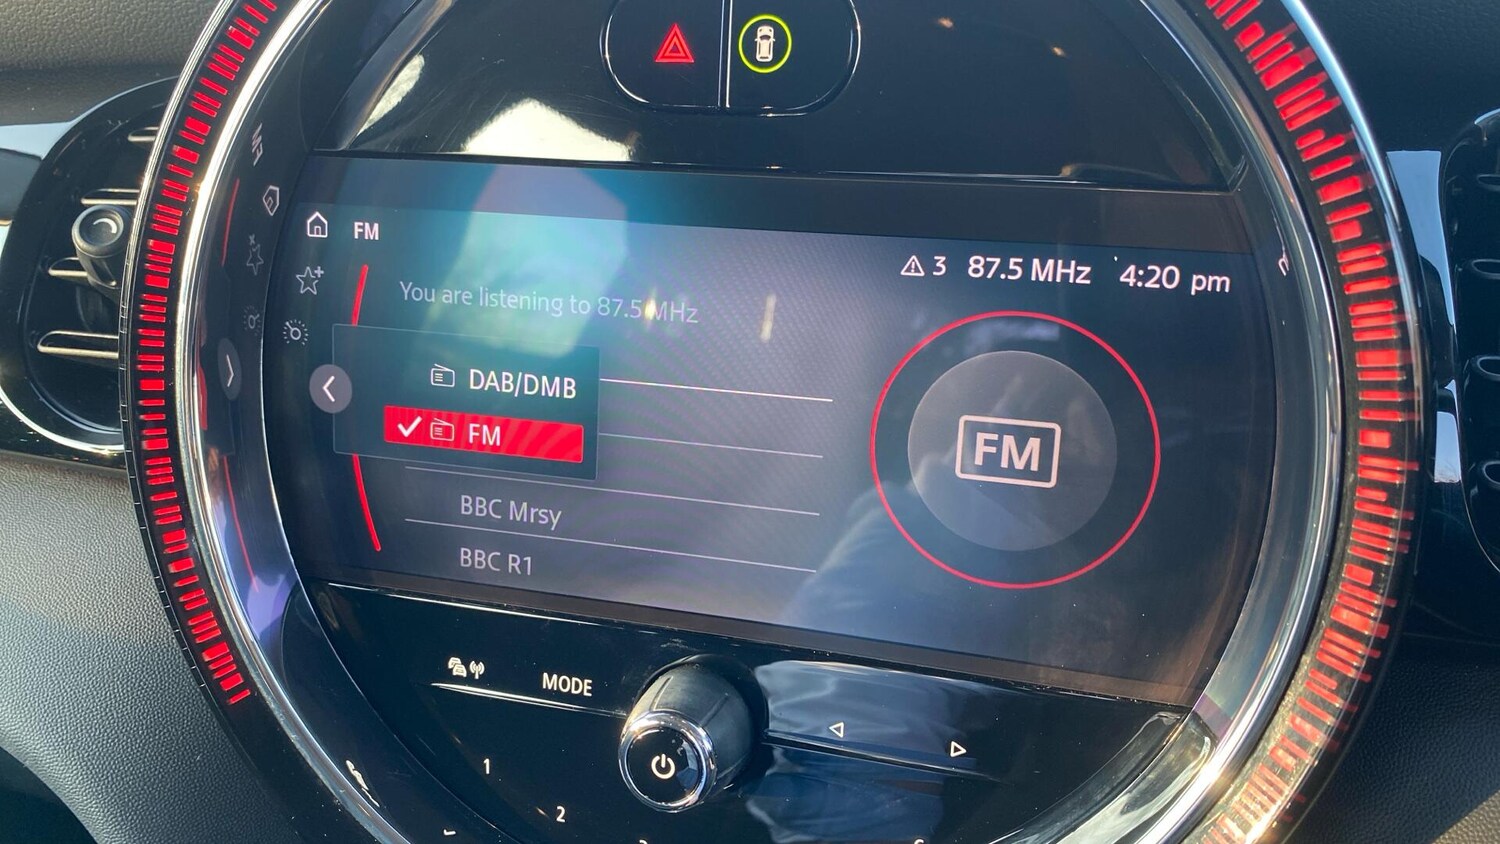 FM
3 87.5 MHz 4:20 pm
You are listening to 87.5 MHz
DAB/DMB
FM
FM
BBC Mrsy
BBC R1
MODE
1
2